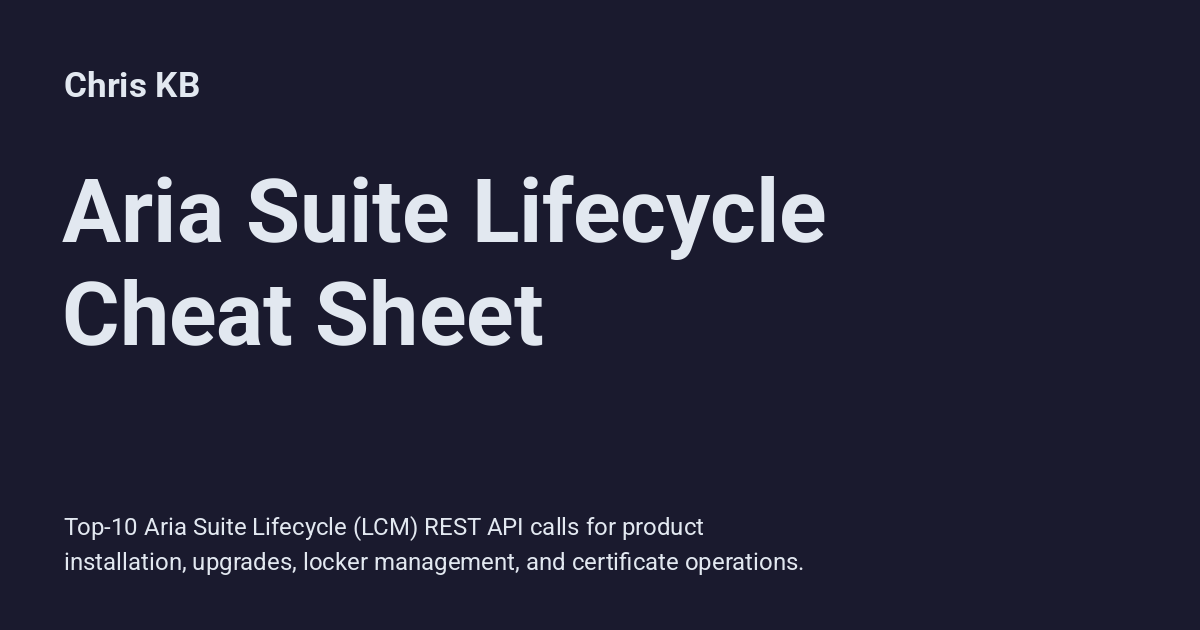 Chris KB
Aria Suite Lifecycle
Cheat Sheet
Top-10 Aria Suite Lifecycle (LCM) REST API calls for product
installation, upgrades, locker management, and certificate operations.